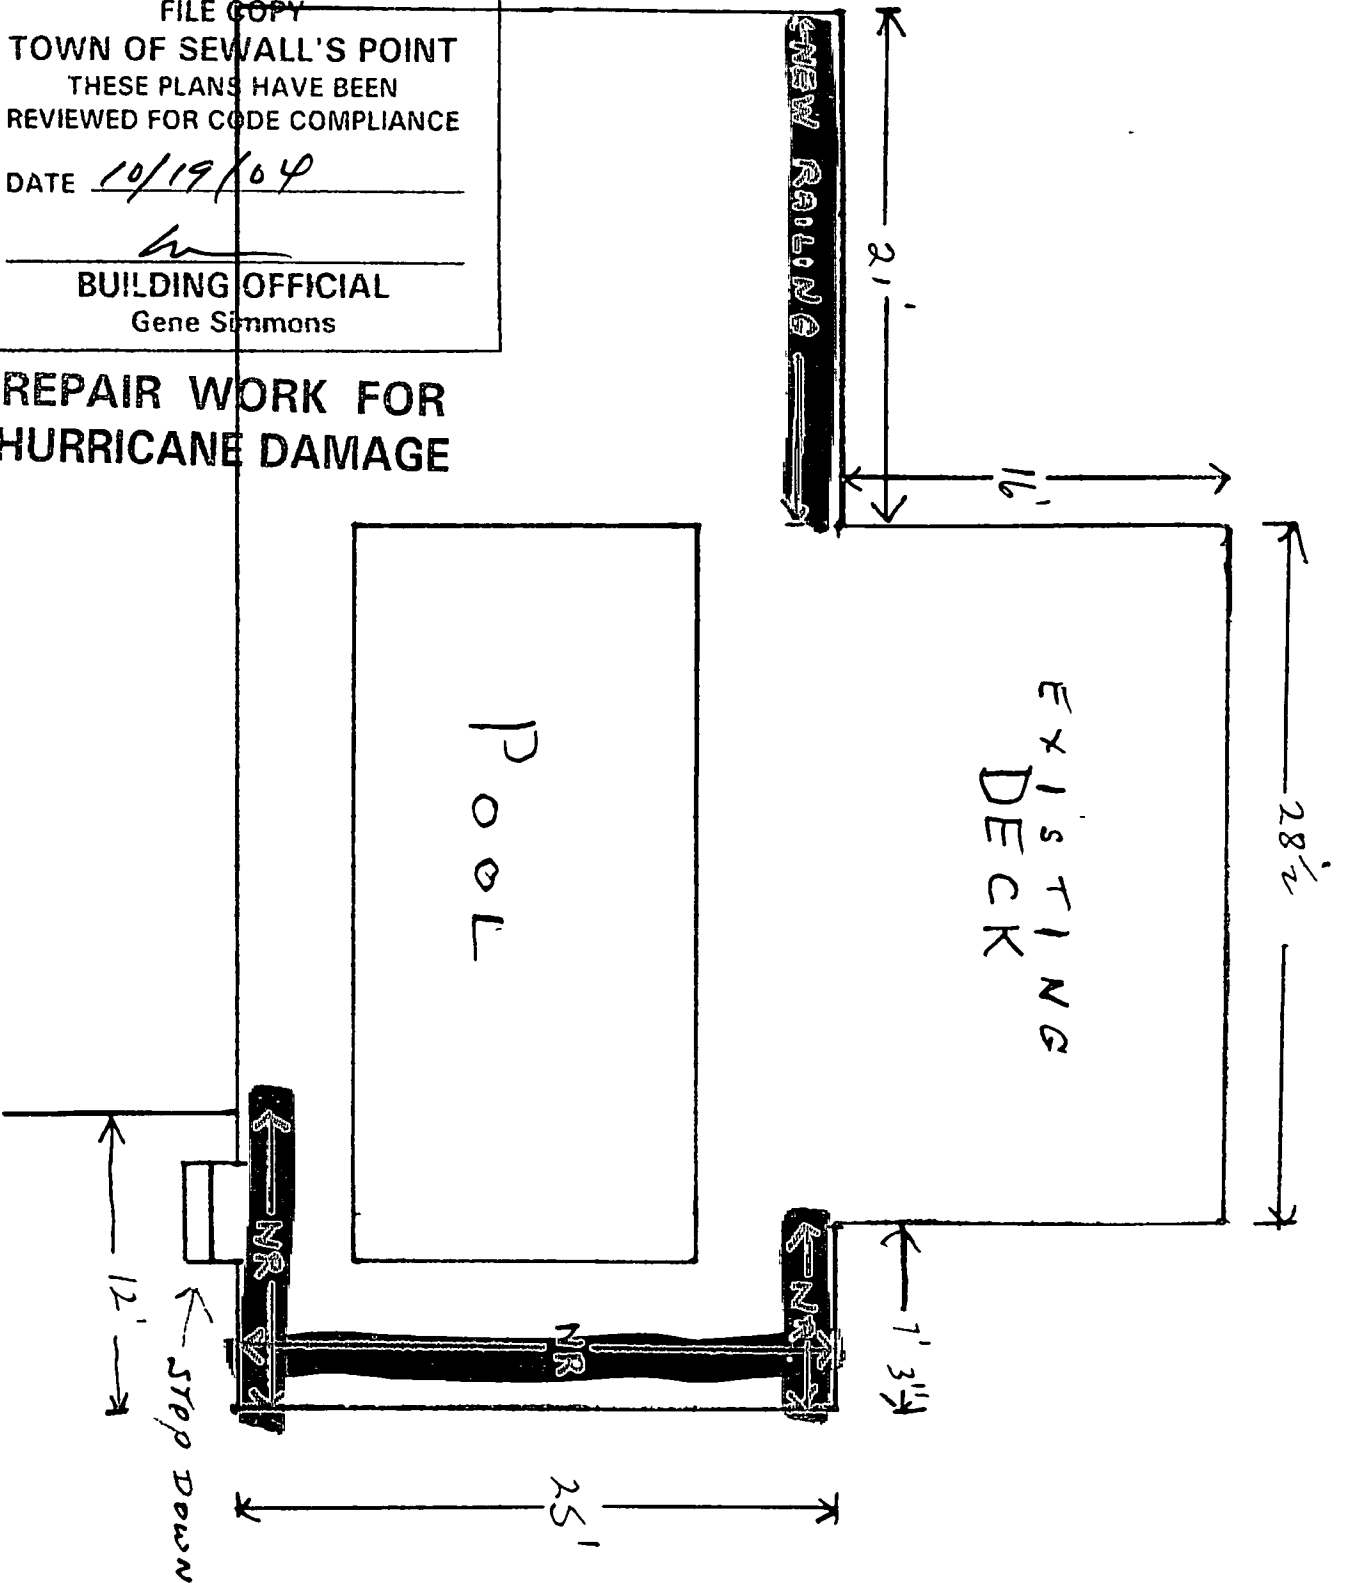 FILE COPY
TOWN OF SEWALL'S POINT
THESE PLANS HAVE BEEN
REVIEWED FOR CODE COMPLIANCE
DATE 10/19/04
BUILDING OFFICIAL
Gene Simmons
REPAIR WORK FOR
HURRICANE DAMAGE
NEW RAILING
21'
16'
28½'
EXISTING
DECK
POOL
NR
NR
NR
7' 3"
12'
STEP DOWN
25'